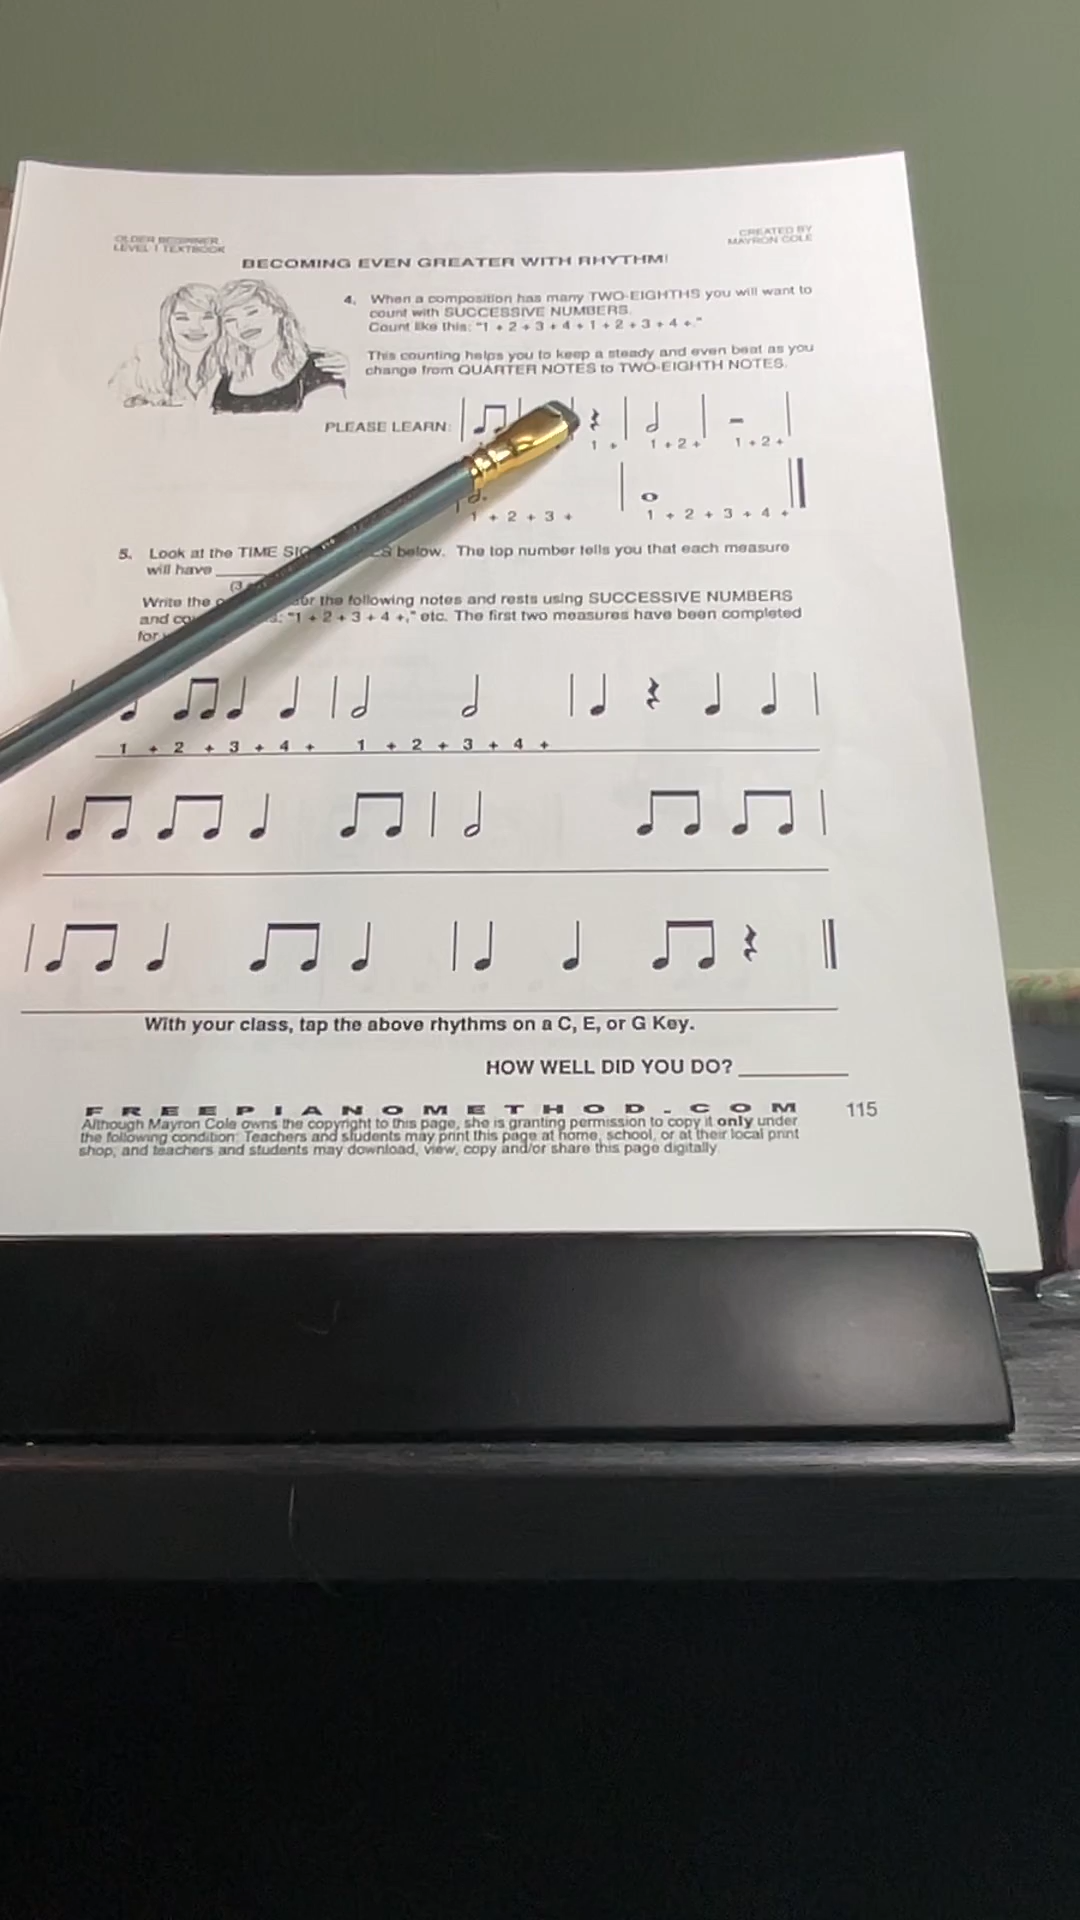 OLDER BEGINNER
LEVEL 1 TEXTBOOK
CREATED BY
MAYRON COLE
BECOMING EVEN GREATER WITH RHYTHM!
4. When a composition has many TWO-EIGHTHS you will want to
count with SUCCESSIVE NUMBERS.
Count like this: "1 + 2 + 3 + 4 + 1 + 2 + 3 + 4 +."
This counting helps you to keep a steady and even beat as you
change from QUARTER NOTES to TWO-EIGHTH NOTES.
PLEASE LEARN:
1 + 1 + 2 + 1 + 2 +
1 + 2 + 3 + 1 + 2 + 3 + 4 +
5. Look at the TIME below. The top number tells you that each measure
will have
(3
Write the the following notes and rests using SUCCESSIVE NUMBERS
and "1 + 2 + 3 + 4 +," etc. The first two measures have been completed
for
1 + 2 + 3 + 4 + 1 + 2 + 3 + 4 +
With your class, tap the above rhythms on a C, E, or G Key.
HOW WELL DID YOU DO?
FREEPIANOMETHOD.COM 115
Although Mayron Cole owns the copyright to this page, she is granting permission to copy it only under
the following condition: Teachers and students may print this page at home, school, or at their local print
shop, and teachers and students may download, view, copy and/or share this page digitally